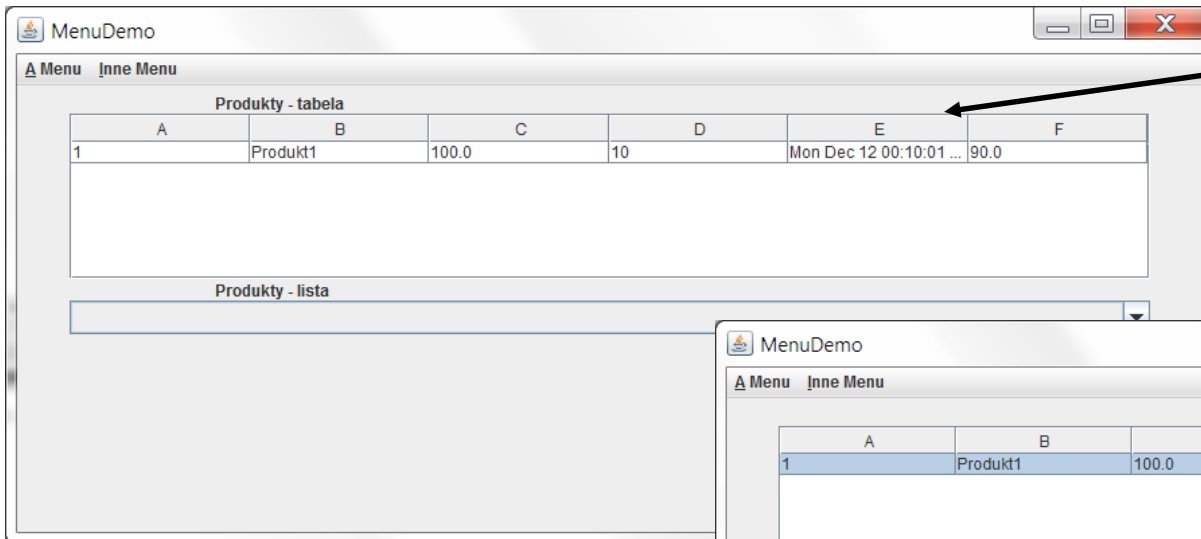 MenuDemo
A Menu Inne Menu
Produkty - tabela
A B C D E F
1 Produkt1 100.0 10 Mon Dec 12 00:10:01 ... 90.0
Produkty - lista
MenuDemo
A Menu Inne Menu
A B
1 Produkt1 100.0